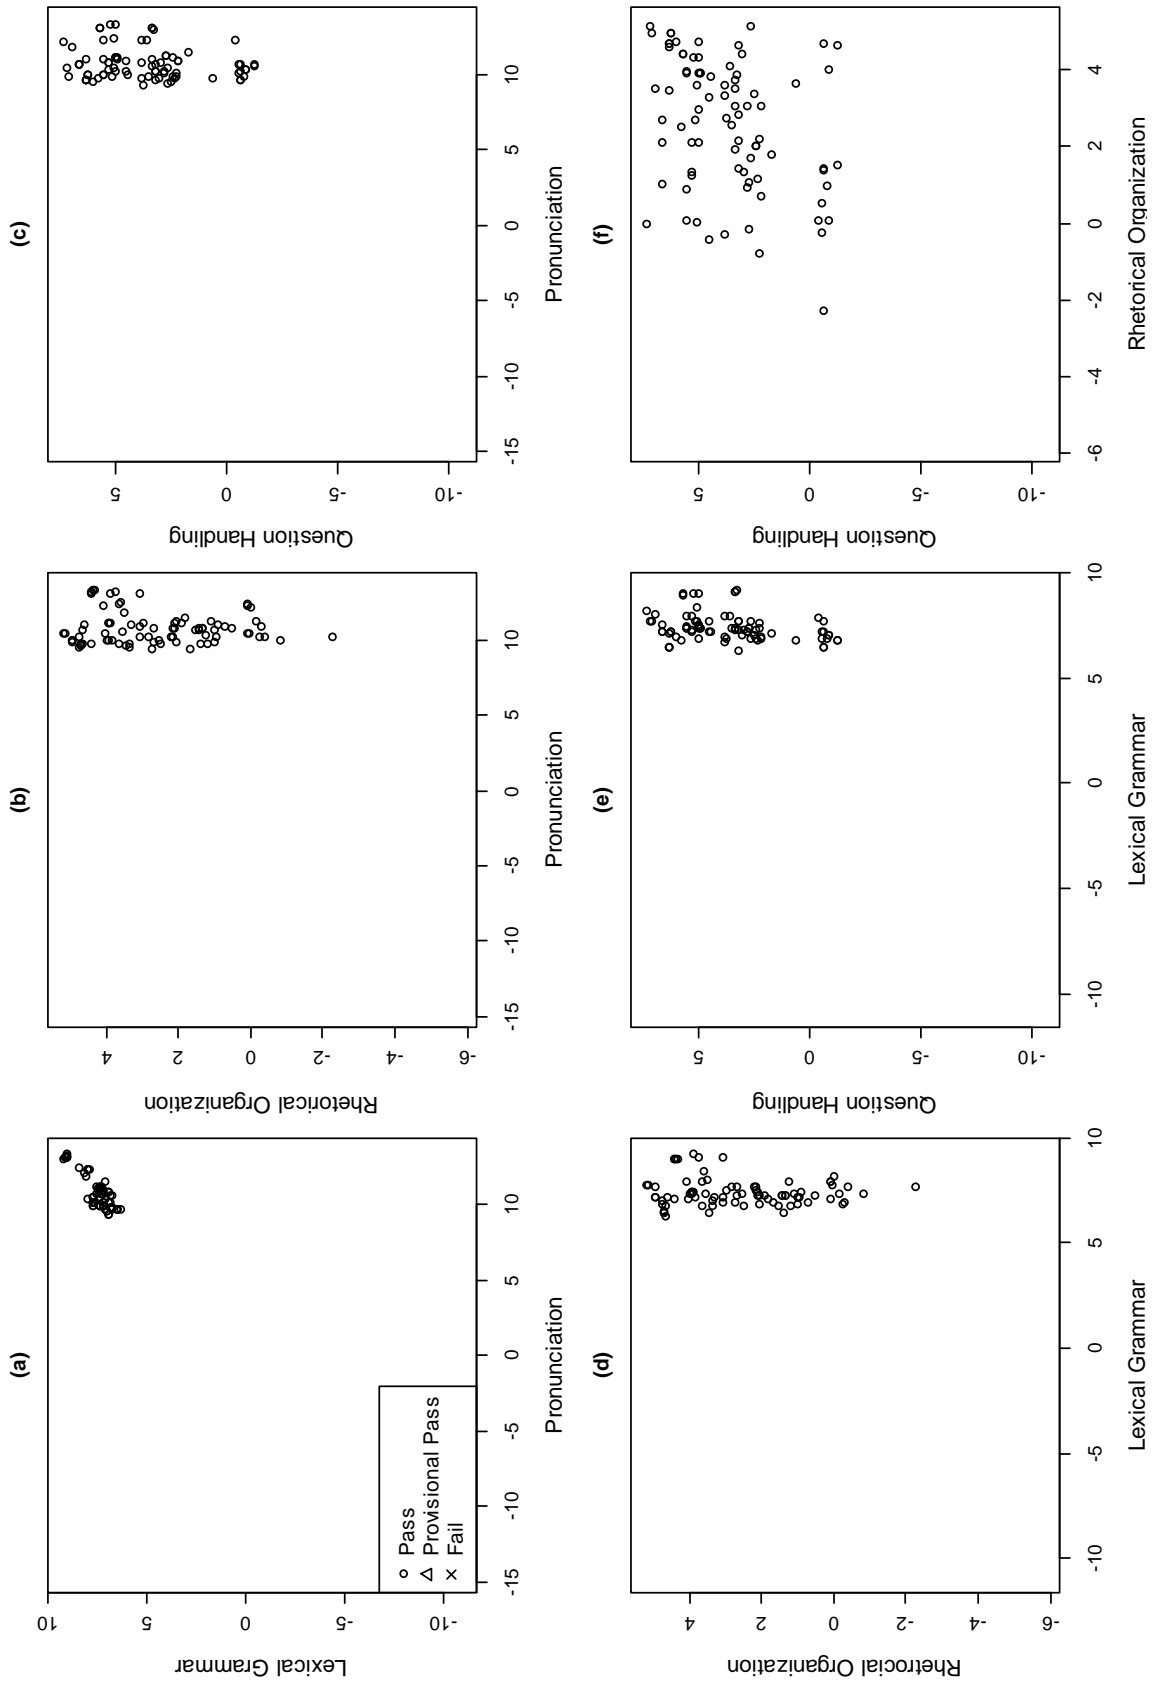 (a)
Lexical Grammar
10
5
0
-5
-10
Pass
Provisional Pass
Fail
-15 -10 -5 0 5 10
Pronunciation
(b)
Rhetorical Organization
4
2
0
-2
-4
-6
-15 -10 -5 0 5 10
Pronunciation
(c)
Question Handling
5
0
-5
-10
-15 -10 -5 0 5 10
Pronunciation
(d)
Rhetrocial Organization
4
2
0
-2
-4
-6
-10 -5 0 5 10
Lexical Grammar
(e)
Question Handling
5
0
-5
-10
-10 -5 0 5 10
Lexical Grammar
(f)
Question Handling
5
0
-5
-10
-6 -4 -2 0 2 4
Rhetorical Organization